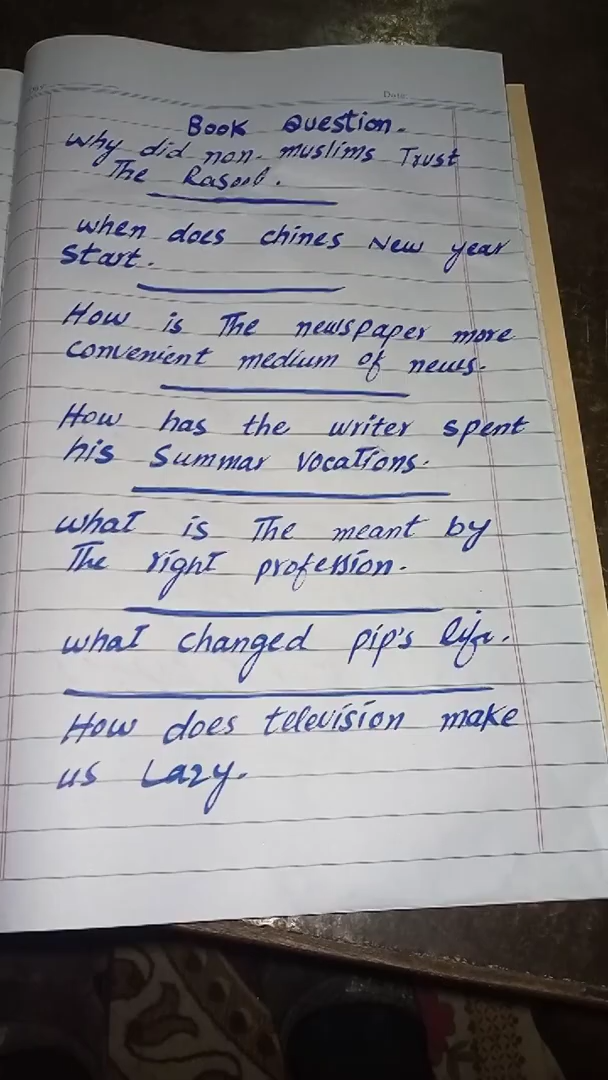 Date
Book Question.
why did non-muslims Trust
The Rasool.
when does chines New year
start.
How is The newspaper more
convenient medium of news.
How has the writer spent
his Summar Vocations.
what is The meant by
The right profession.
what changed pip's life.
How does television make
us Lazy.